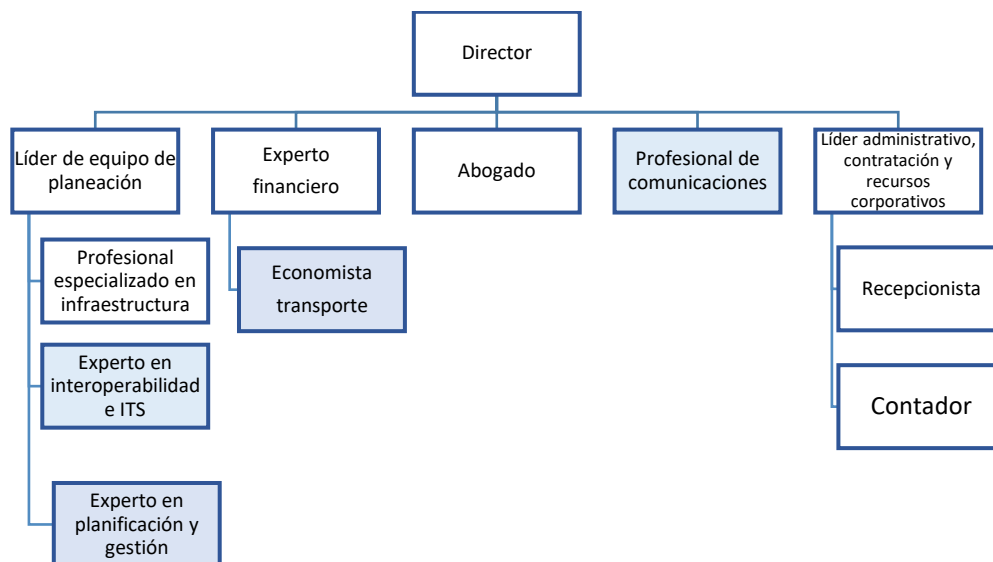 Director
Líder de equipo de
planeación
Experto
financiero
Abogado
Profesional de
comunicaciones
Líder administrativo,
contratación y
recursos
corporativos
Profesional
especializado en
infraestructura
Economista
transporte
Recepcionista
Experto en
interoperabilidad
e ITS
Contador
Experto en
planificación y
gestión